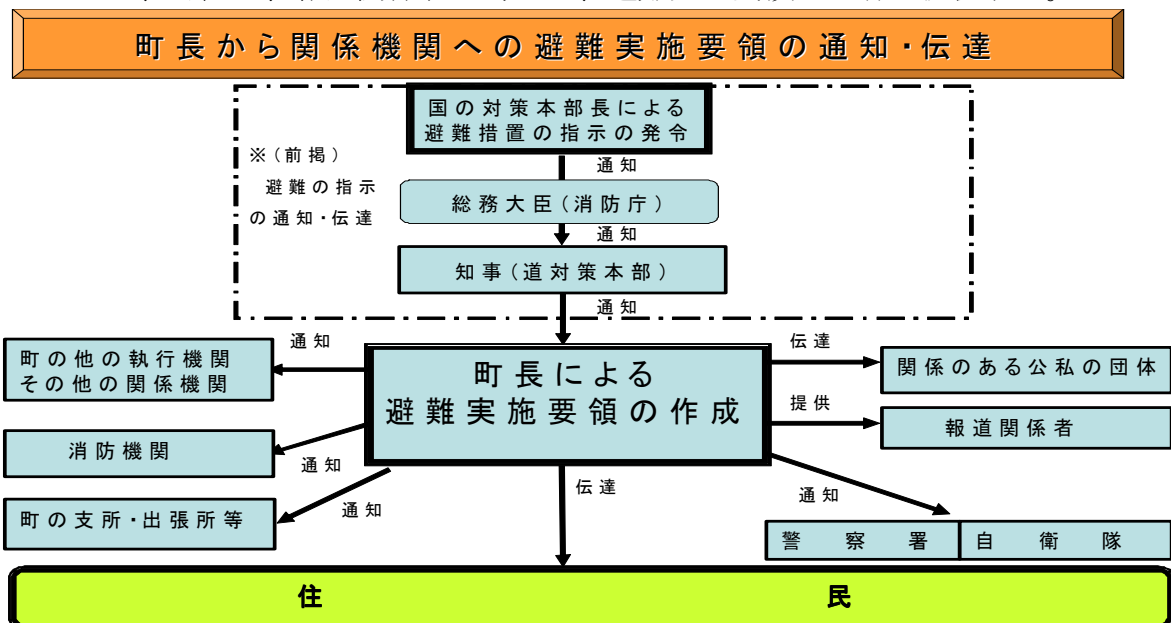 町長から関係機関への避難実施要領の通知・伝達
国の対策本部長による
避難措置の指示の発令
※(前掲)
避難の指示
の通知・伝達
通知
総務大臣(消防庁)
通知
知事(道対策本部)
通知
町の他の執行機関
その他の関係機関
通知
町長による
避難実施要領の作成
伝達
関係のある公私の団体
提供
報道関係者
消防機関
通知
町の支所・出張所等
通知
伝達
通知
警察署
自衛隊
住民